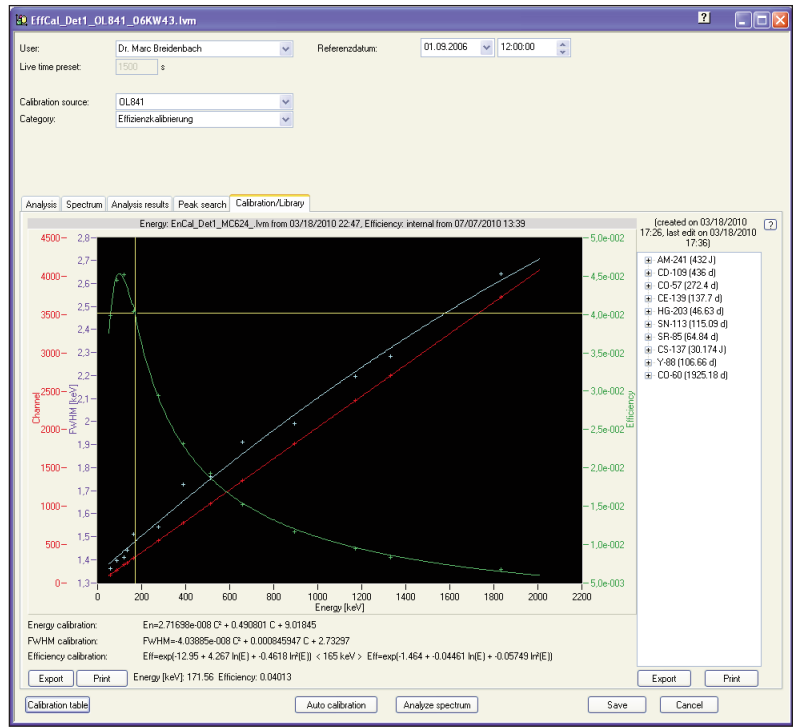 EffCal_Det1_OL841_06KW43.lvm
?
User:
Dr. Marc Breidenbach
Referenzdatum:
01.09.2006
12:00:00
Live time preset:
1500
s
Calibration source:
OL841
Category:
Effizienzkalibrierung
Analysis
Spectrum
Analysis results
Peak search
Calibration/Library
Energy: EnCal_Det1_MC624_.lvm from 03/18/2010 22:47, Efficiency: internal from 07/07/2010 13:39
(created on 03/18/2010
17:26, last edit on 03/18/2010
17:36)
?
4500
4000
3500
3000
2500
2000
1500
1000
500
0
Channel
2,8
2,7
2,6
2,5
2,4
2,3
2,2
2,1
2
1,9
1,8
1,7
1,6
1,5
1,4
1,3
FWHM [keV]
5,0e-002
4,5e-002
4,0e-002
3,5e-002
3,0e-002
2,5e-002
2,0e-002
1,5e-002
1,0e-002
5,0e-003
Efficiency
0
200
400
600
800
1000
1200
1400
1600
1800
2000
2200
Energy [keV]
AM-241 (432 J)
CD-109 (436 d)
CO-57 (272.4 d)
CE-139 (137.7 d)
HG-203 (46.63 d)
SN-113 (115.09 d)
SR-85 (64.84 d)
CS-137 (30.174 J)
Y-88 (106.66 d)
CO-60 (1925.18 d)
Energy calibration:
En=2.71698e-008 C² + 0.490801 C + 9.01845
FWHM calibration:
FWHM=-4.03885e-008 C² + 0.000845947 C + 2.73297
Efficiency calibration:
Eff=exp(-12.95 + 4.267 ln(E) + -0.4618 ln²(E)) < 165 keV > Eff=exp(-1.464 + -0.04461 ln(E) + -0.05749 ln²(E))
Export
Print
Energy [keV]: 171.56 Efficiency: 0.04013
Export
Print
Calibration table
Auto calibration
Analyze spectrum
Save
Cancel